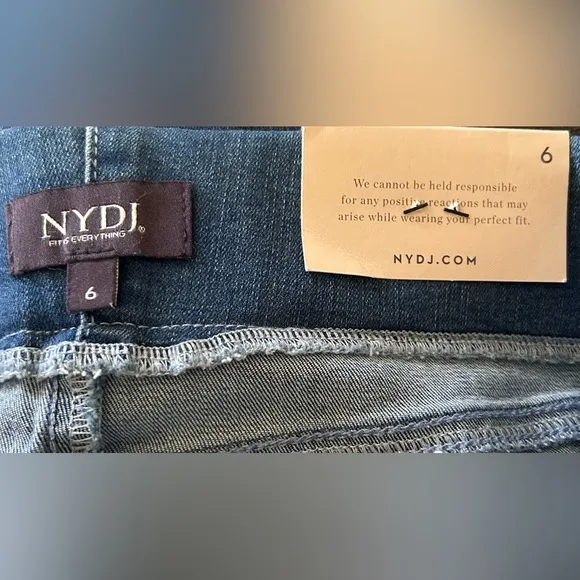 NYDJ®
FIT IS EVERYTHING
6
6
We cannot be held responsible
for any positive reactions that may
arise while wearing your perfect fit.
NYDJ.COM